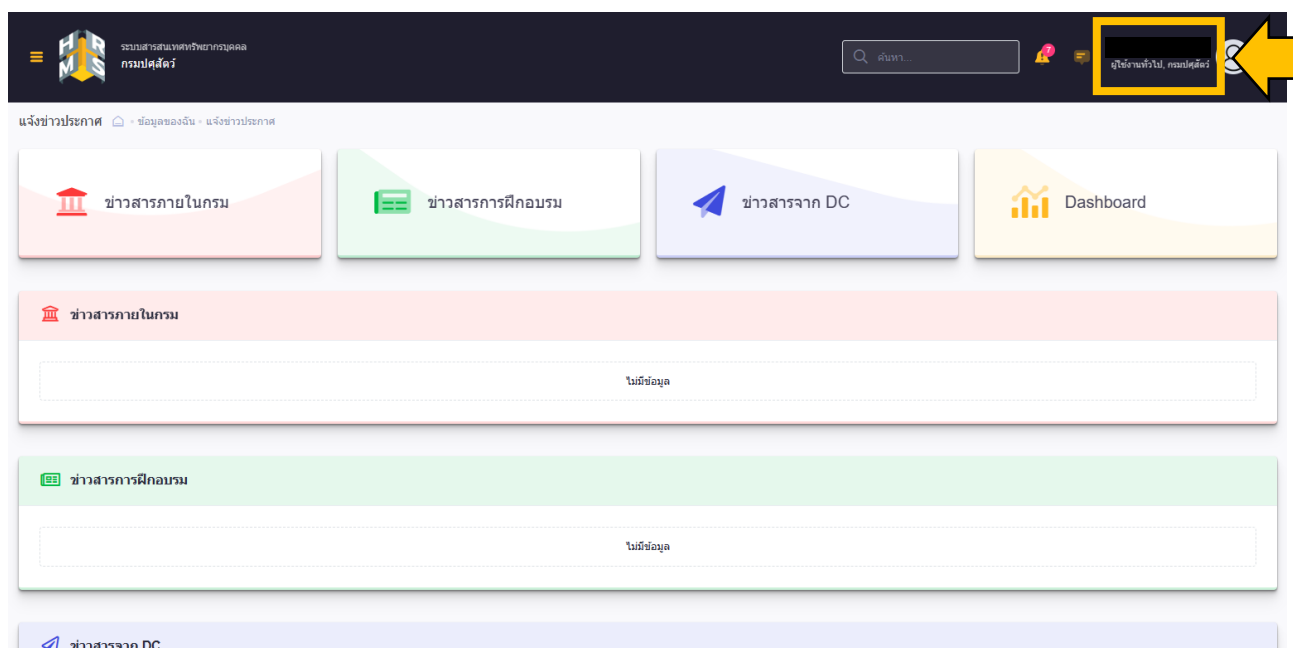 HR
MIS
ระบบสารสนเทศทรัพยากรบุคคล
กรมปศุสัตว์
ค้นหา...
7
ผู้ใช้งานทั่วไป, กรมปศุสัตว์
แจ้งข่าวประกาศ ข้อมูลของฉัน แจ้งข่าวประกาศ
ข่าวสารภายในกรม
ข่าวสารการฝึกอบรม
ข่าวสารจาก DC
Dashboard
ข่าวสารภายในกรม
ไม่มีข้อมูล
ข่าวสารการฝึกอบรม
ไม่มีข้อมูล
ข่าวสารจาก DC